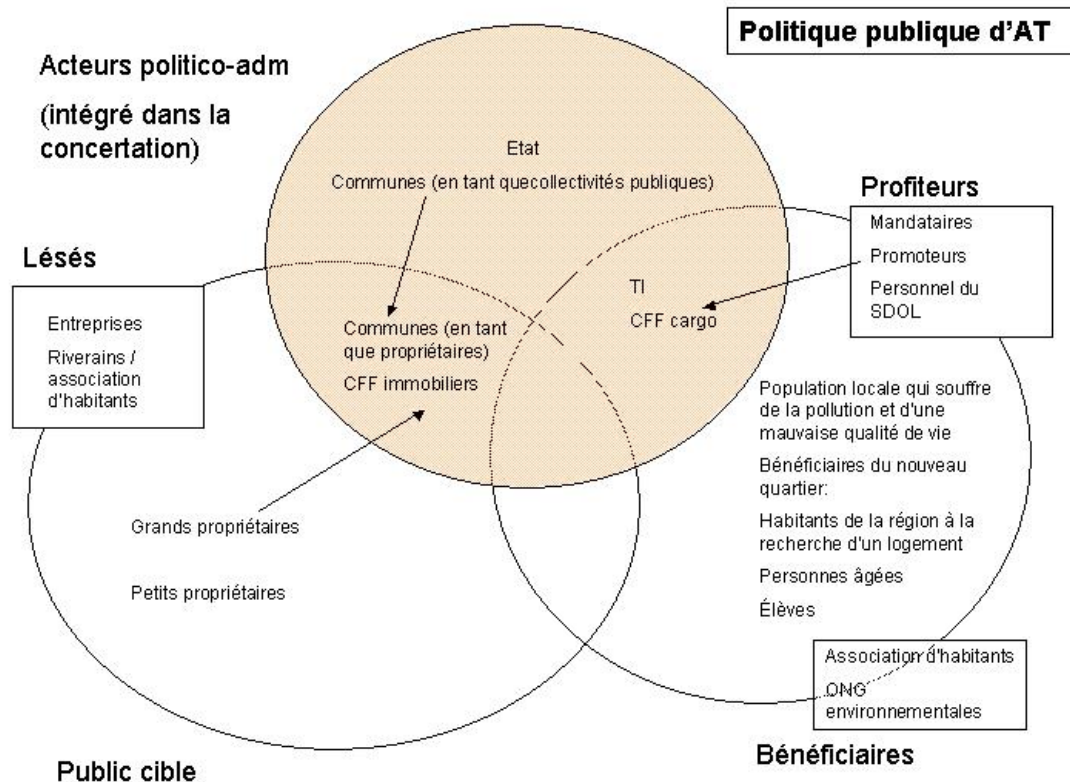 Politique publique d'AT
Acteurs politico-adm
(intégré dans la
concertation)
Etat
Communes (en tant quecollectivités publiques)
Profiteurs
Mandataires
Promoteurs
Personnel du
SDOL
Lésés
Entreprises
Riverains /
association
d'habitants
TI
CFF cargo
Communes (en tant
que propriétaires)
CFF immobiliers
Population locale qui souffre
de la pollution et d'une
mauvaise qualité de vie
Bénéficiaires du nouveau
quartier:
Habitants de la région à la
recherche d'un logement
Personnes âgées
Élèves
Grands propriétaires
Petits propriétaires
Association d'habitants
ONG
environnementales
Bénéficiaires
Public cible